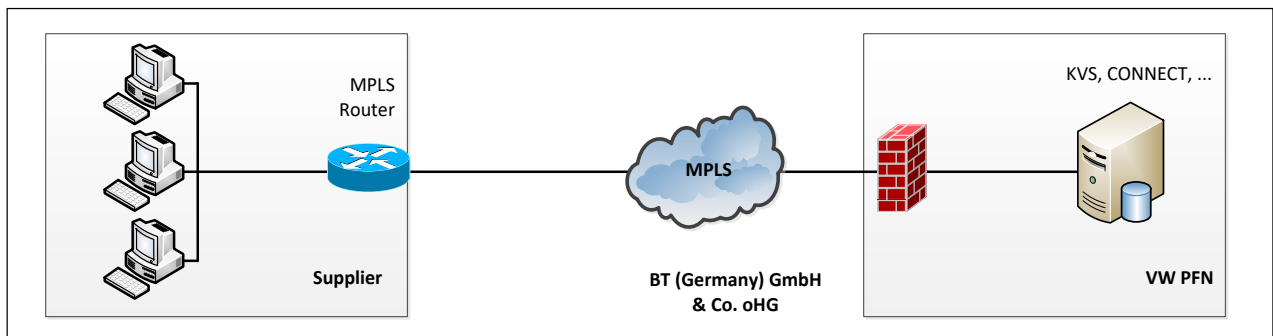 MPLS
Router
Supplier
MPLS
BT (Germany) GmbH
& Co. oHG
KVS, CONNECT, ...
VW PFN